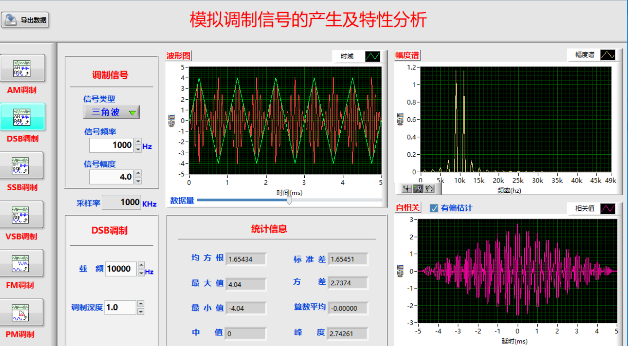 导出数据
模拟调制信号的产生及特性分析
AM调制
DSB调制
SSB调制
VSB调制
FM调制
PM调制
调制信号
信号类型
三角波
信号频率
1000 Hz
信号幅度
4.0
采样率 1000 KHz
DSB调制
载 频 10000 Hz
调制深度 1.0
波形图
时域
幅值
5
4
3
2
1
0
-1
-2
-3
-4
-5
0 1 2 3 4 5
时间(ms)
数据量
统计信息
均 方 根 1.65434
标 准 差 1.65451
最 大 值 4.04
方 差 2.7374
最 小 值 -4.04
算数平均 -0.00000
中 值 0
峰 度 2.74261
幅度谱
幅度谱
幅值
1.2
1
0.8
0.6
0.4
0.2
0
0 5k 10k 15k 20k 25k 30k 35k 40k 45k 49k
频率(hz)
自相关
有偏估计
相关值
幅值
3
2
1
0
-1
-2
-3
-5 -4 -3 -2 -1 0 1 2 3 4 5
延时(ms)